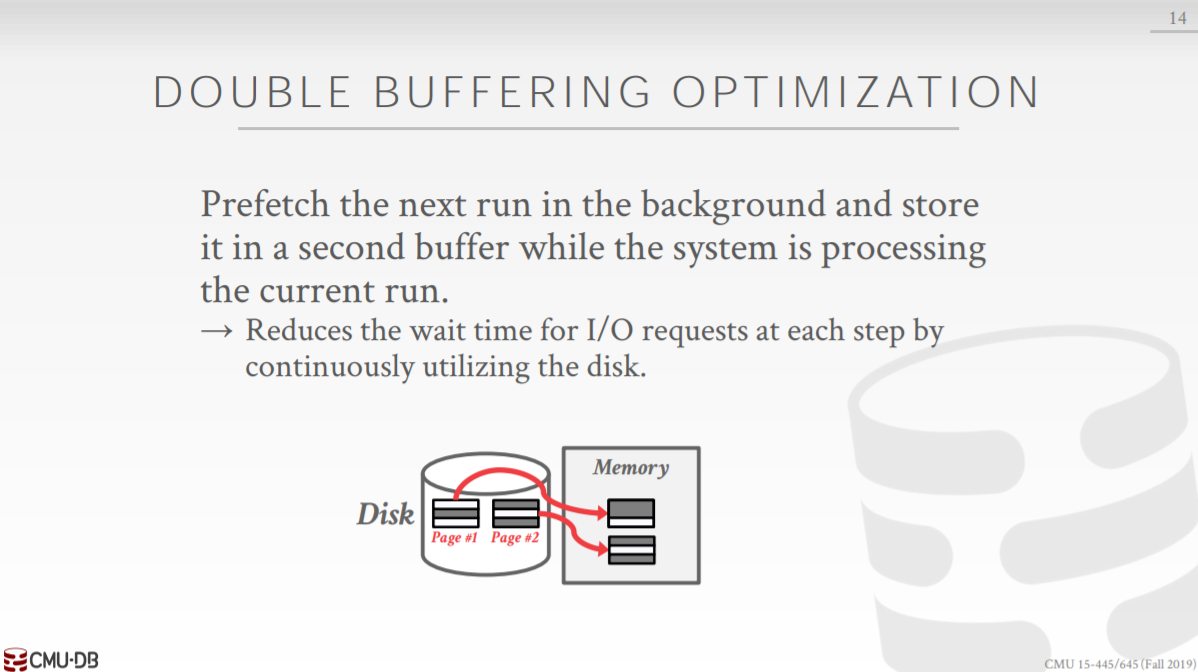 14
DOUBLE BUFFERING OPTIMIZATION
Prefetch the next run in the background and store
it in a second buffer while the system is processing
the current run.
→ Reduces the wait time for I/O requests at each step by
continuously utilizing the disk.
Memory
Disk
Page #1 Page #2
CMU·DB
CMU 15-445/645 (Fall 2019)